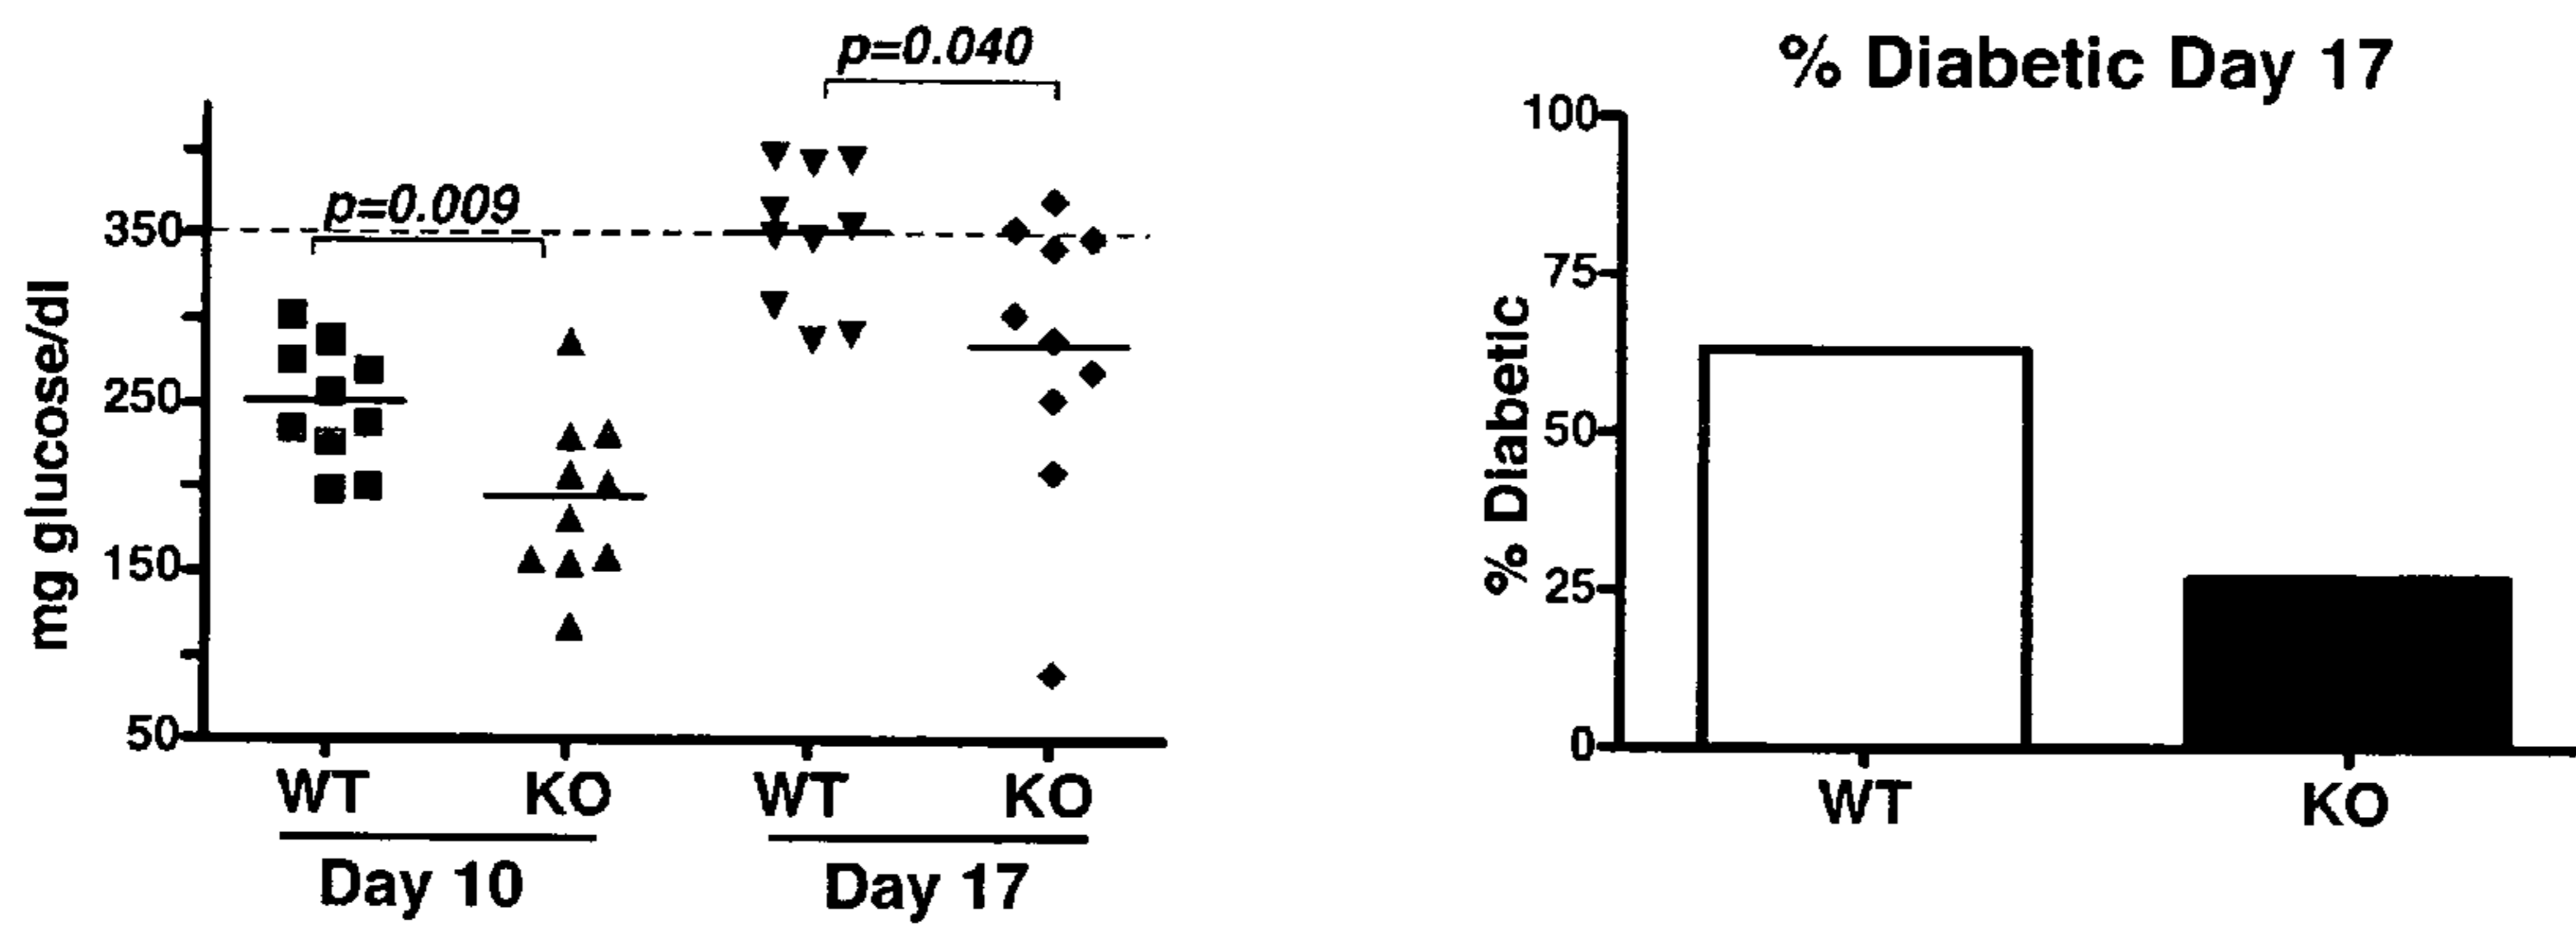 p=0.040
p=0.009
mg glucose/dl
350
250
150
50
WT
KO
WT
KO
Day 10
Day 17
% Diabetic Day 17
% Diabetic
100
75
50
25
0
WT
KO